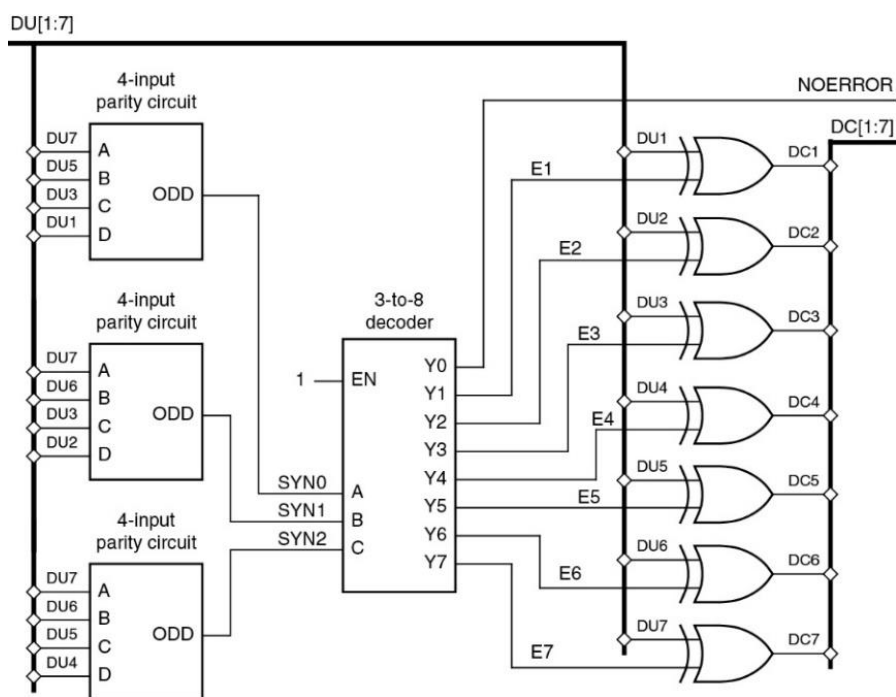 DU[1:7]
4-input
parity circuit
DU7
A
DU5
B
DU3
C
DU1
D
ODD
4-input
parity circuit
DU7
A
DU6
B
DU3
C
DU2
D
ODD
4-input
parity circuit
DU7
A
DU6
B
DU5
C
DU4
D
ODD
SYN0
SYN1
SYN2
3-to-8
decoder
1
EN
A
B
C
Y0
Y1
Y2
Y3
Y4
Y5
Y6
Y7
E1
E2
E3
E4
E5
E6
E7
NOERROR
DC[1:7]
DU1
DC1
DU2
DC2
DU3
DC3
DU4
DC4
DU5
DC5
DU6
DC6
DU7
DC7